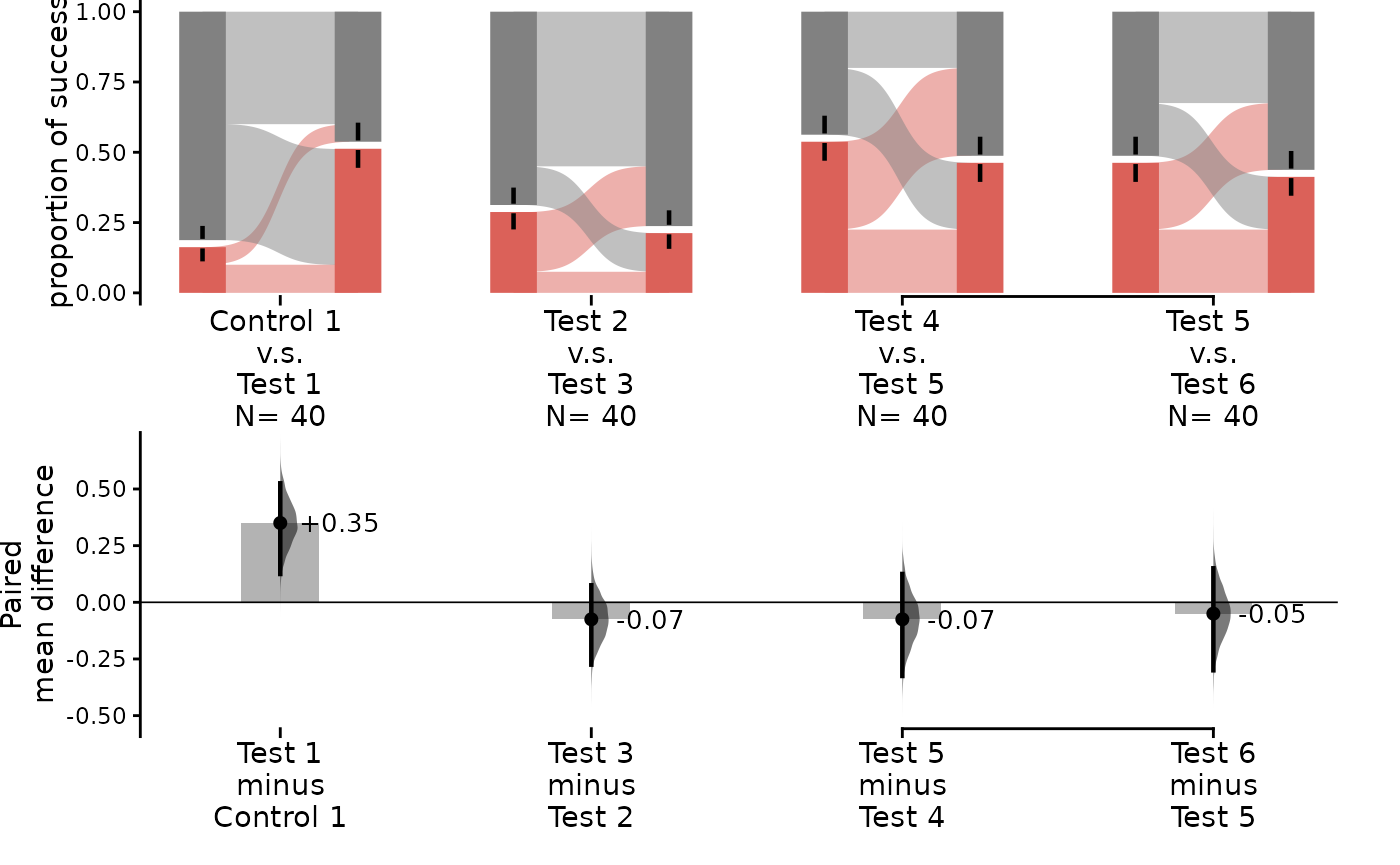 proportion of success
1.00
0.75
0.50
0.25
0.00
Control 1
v.s.
Test 1
N= 40
Test 2
v.s.
Test 3
N= 40
Test 4
v.s.
Test 5
N= 40
Test 5
v.s.
Test 6
N= 40
Paired
mean difference
0.50
0.25
0.00
-0.25
-0.50
+0.35
-0.07
-0.07
-0.05
Test 1
minus
Control 1
Test 3
minus
Test 2
Test 5
minus
Test 4
Test 6
minus
Test 5